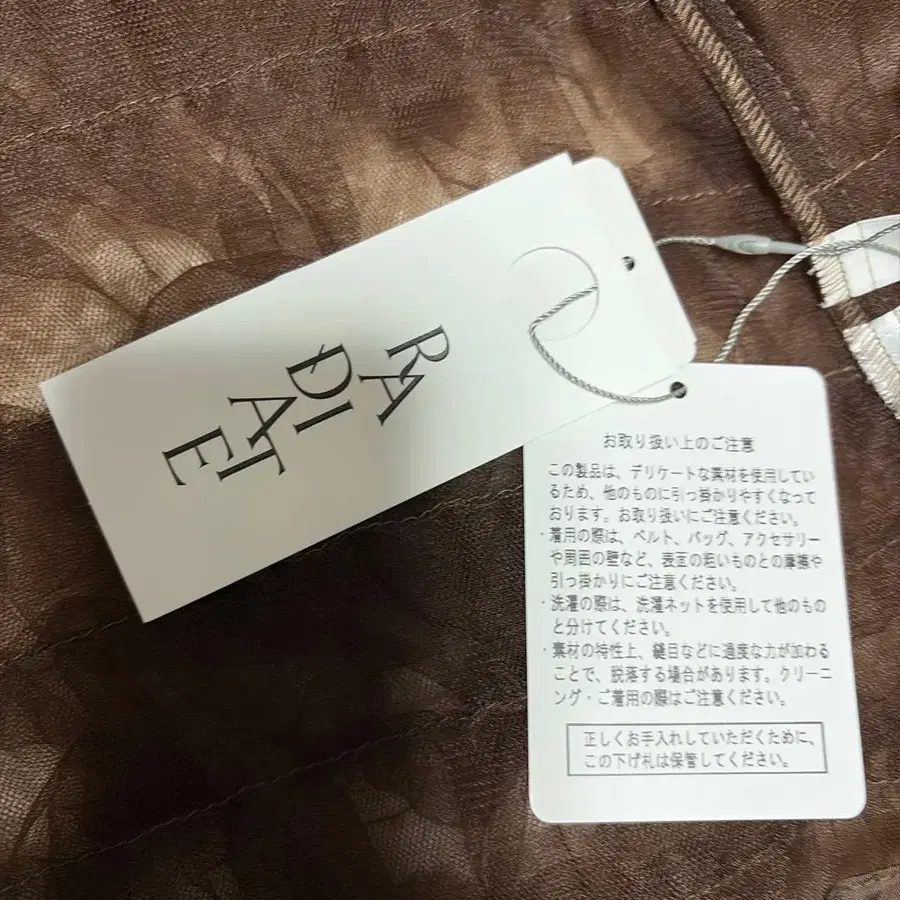 RA
DI
AT
E
お取り扱い上のご注意
この製品は、デリケートな素材を使用してい
るため、他のものに引っ掛かりやすくなって
おります。お取り扱いにご注意ください。
・着用の際は、ベルト、バッグ、アクセサリー
や周囲の壁など、表面の粗いものとの摩擦や
引っ掛かりにご注意ください。
・洗濯の際は、洗濯ネットを使用して他のもの
と分けてください。
・素材の特性上、縫目などに過度な力が加わる
ことで、脱落する場合があります。クリーニ
ング・ご着用の際はご注意ください。
正しくお手入れしていただくために、
この下げ札は保管してください。